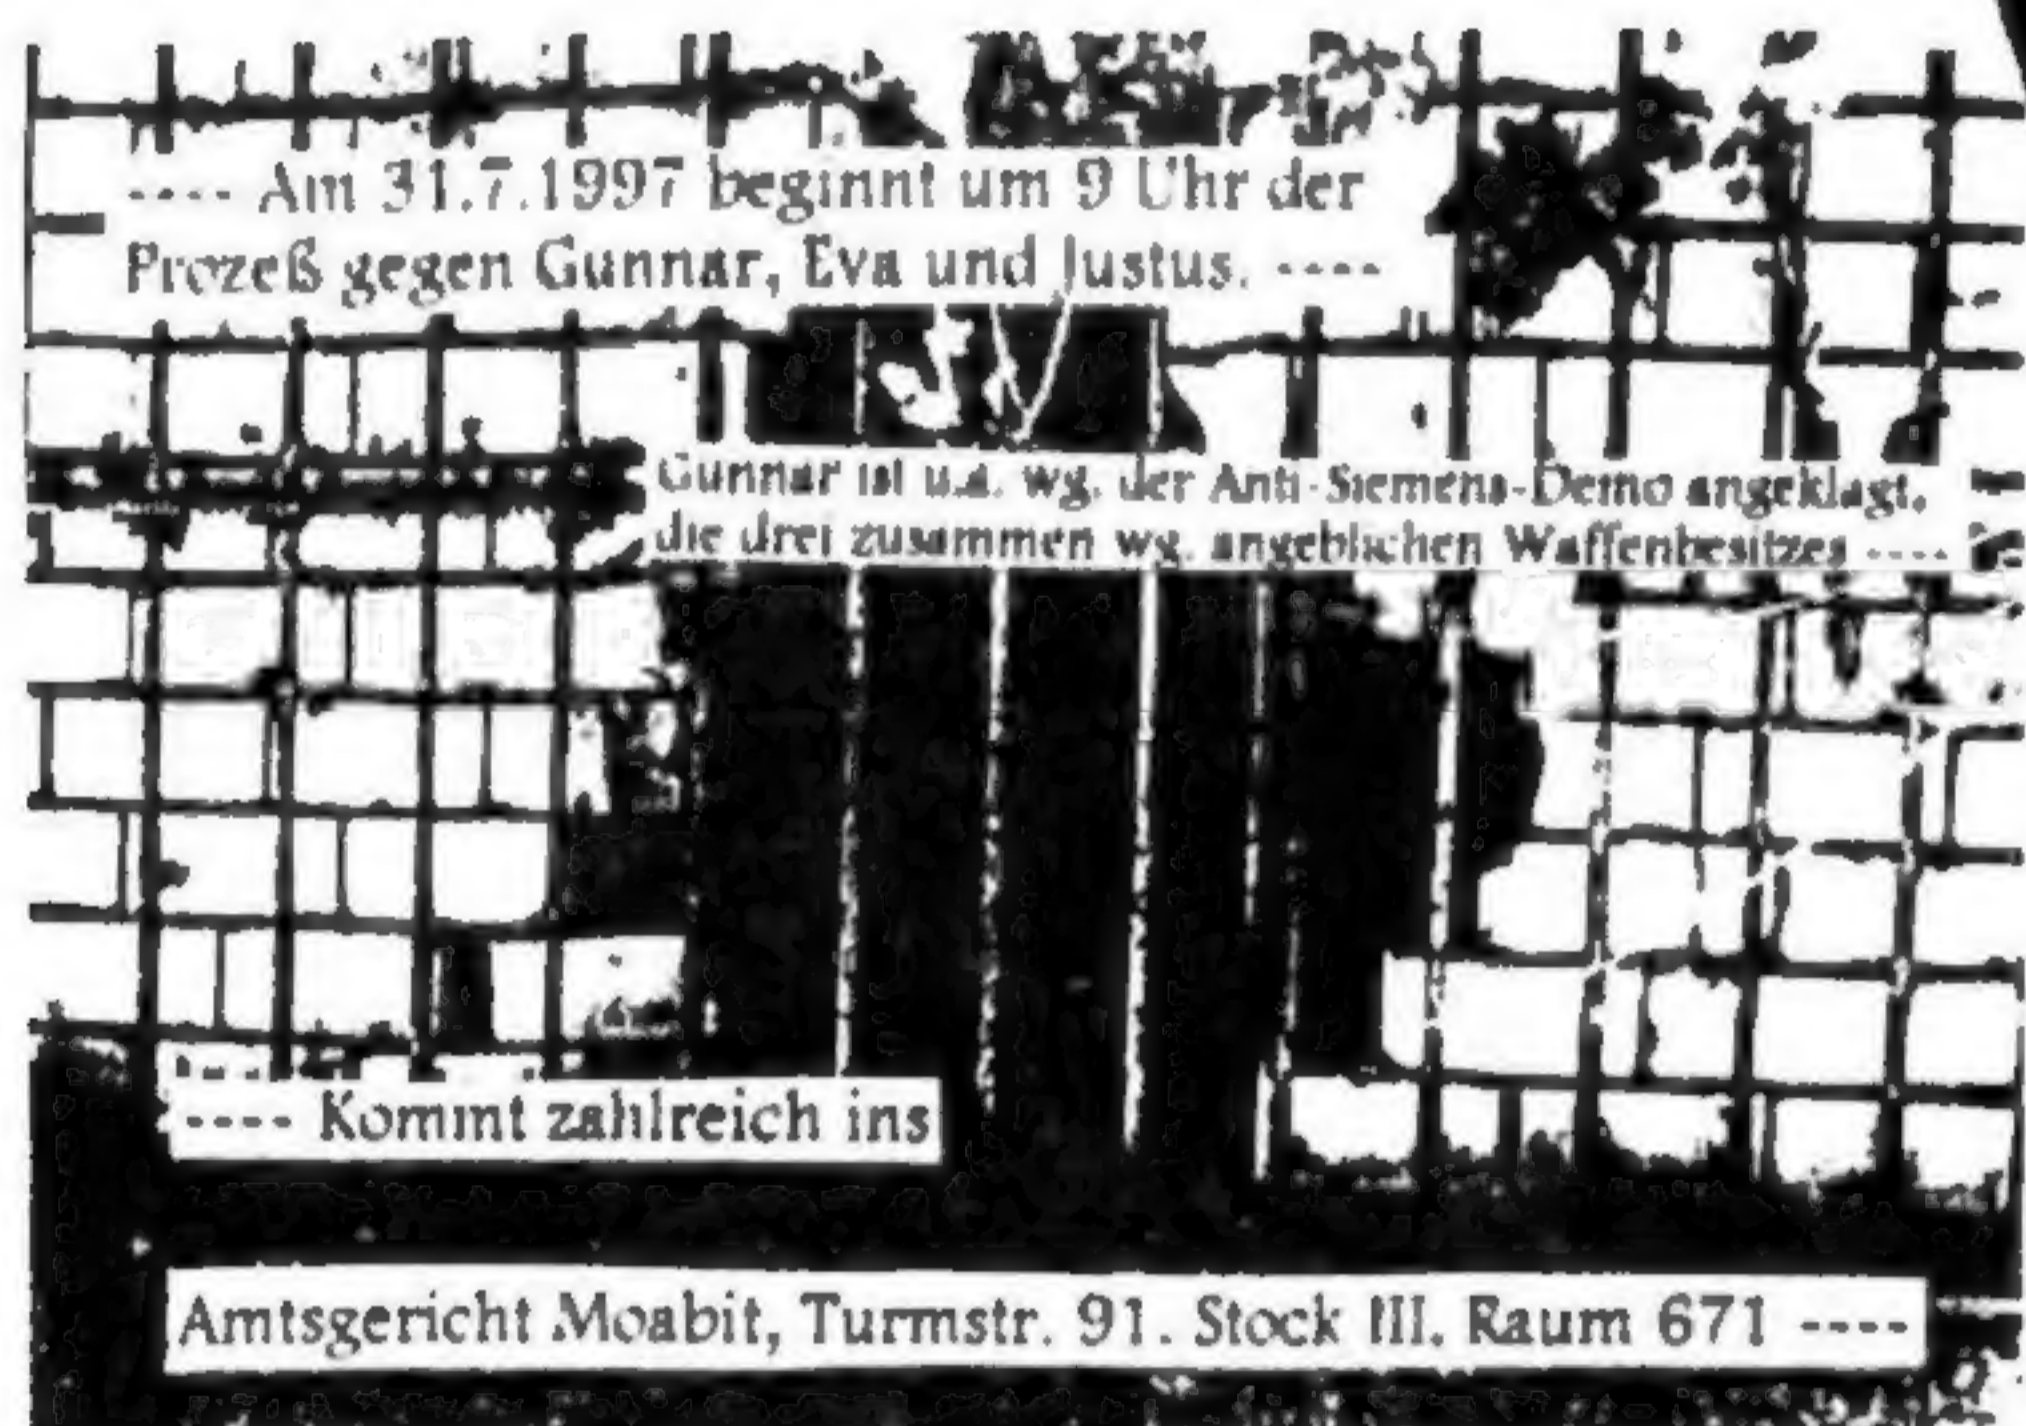 ---- Am 31.7.1997 beginnt um 9 Uhr der
Prozeß gegen Gunnar, Eva und Justus. ----
Gunnar ist u.a. wg. der Anti-Siemens-Demo angeklagt,
die drei zusammen wg. angeblichen Waffenbesitzes ----
---- Kommt zahlreich ins
Amtsgericht Moabit, Turmstr. 91. Stock III. Raum 671 ----